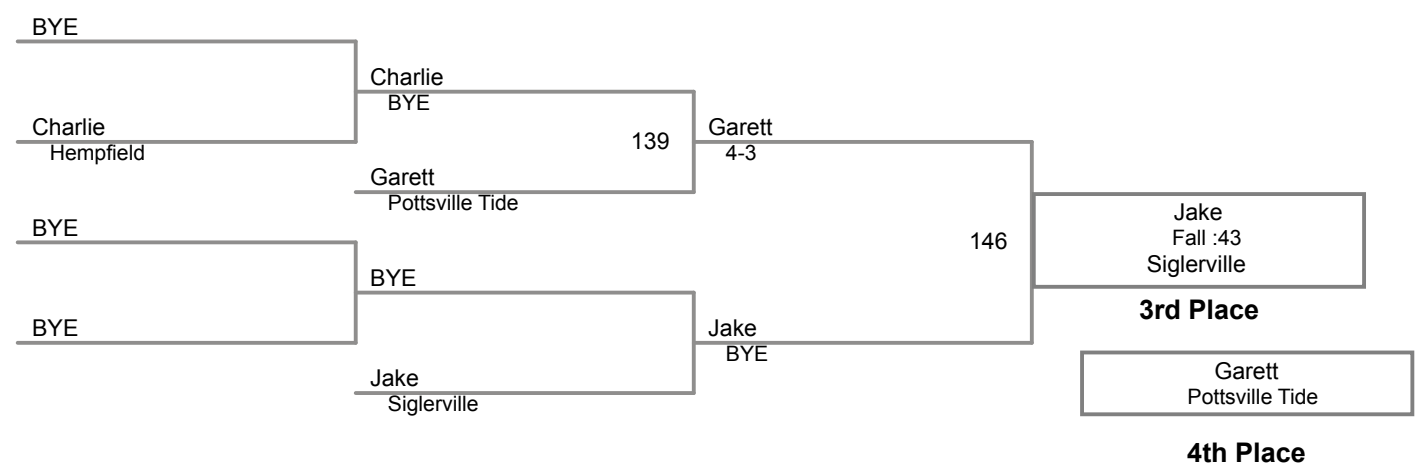 BYE
Charlie
BYE
Charlie
Hempfield
139
Garett
4-3
Garett
Pottsville Tide
Jake
Fall :43
Siglerville
BYE
146
BYE
3rd Place
BYE
Jake
BYE
Jake
Siglerville
Garett
Pottsville Tide
4th Place